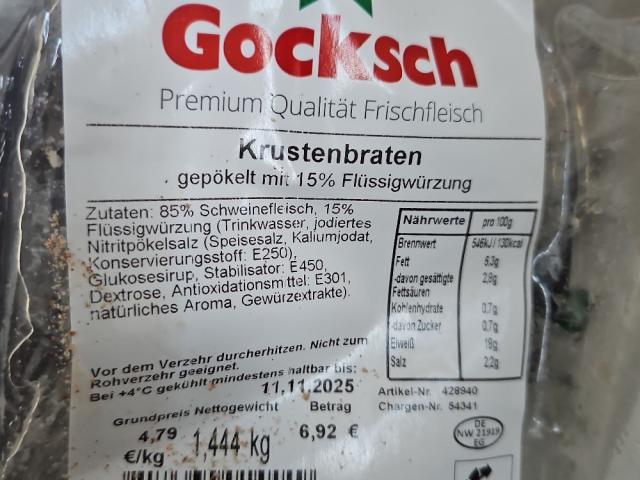 Gocksch
Premium Qualität Frischfleisch
Krustenbraten
gepökelt mit 15% Flüssigwürzung
Zutaten: 85% Schweinefleisch, 15%
Flüssigwürzung (Trinkwasser, jodiertes
Nitritpökelsalz (Speisesalz, Kaliumjodat,
Konservierungsstoff: E250),
Glukosesirup, Stabilisator: E450,
Dextrose, Antioxidationsm ttel: E301,
natürliches Aroma, Gewürzextrakte).
Nährwerte pro 100g
Brennwert 546kJ/130kcal
Fett 6,3g
-davon gesättigte 2,8g
Fettsäuren
Kohlenhydrate 0,7g
-davon Zucker 0,7g
Eiweiß 18g
Salz 2,2g
Vor dem Verzehr durcherhitzen. Nicht zum
Rohverzehr geeignet.
Bei +4°C gekühlt mindestens haltbar bis:
11.11.2025
Artikel-Nr. 428940
Chargen-Nr. 54341
Grundpreis Nettogewicht Betrag
4,79 1,444 kg 6,92 €
€/kg
DE
NW 21919
EG